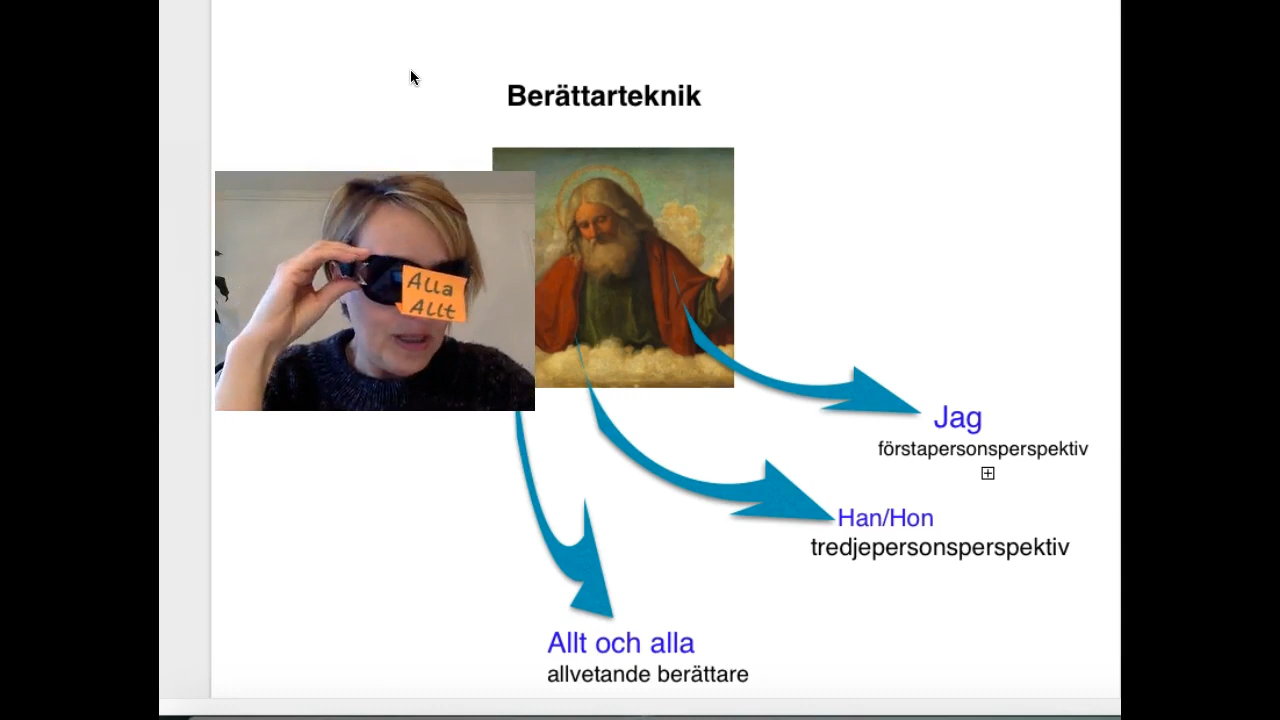 Berättarteknik
Alla
Allt
Jag
förstapersonsperspektiv
Han/Hon
tredjepersonsperspektiv
Allt och alla
allvetande berättare